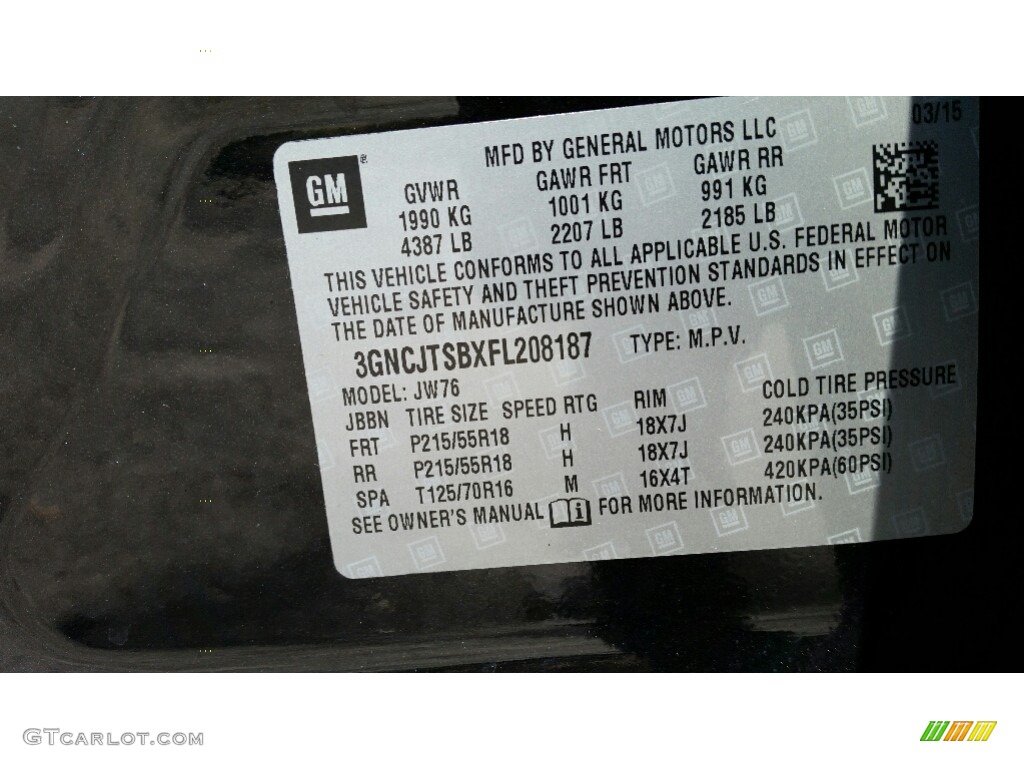 03/15
GM
MFD BY GENERAL MOTORS LLC
GVWR GAWR FRT GAWR RR
1990 KG 1001 KG 991 KG
4387 LB 2207 LB 2185 LB
THIS VEHICLE CONFORMS TO ALL APPLICABLE U.S. FEDERAL MOTOR
VEHICLE SAFETY AND THEFT PREVENTION STANDARDS IN EFFECT ON
THE DATE OF MANUFACTURE SHOWN ABOVE.
3GNCJTSBXFL208187 TYPE: M.P.V.
MODEL: JW76
JBBN TIRE SIZE SPEED RTG RIM COLD TIRE PRESSURE
FRT P215/55R18 H 18X7J 240KPA(35PSI)
RR P215/55R18 H 18X7J 240KPA(35PSI)
SPA T125/70R16 M 16X4T 420KPA(60PSI)
SEE OWNER'S MANUAL i FOR MORE INFORMATION.
GTCARLOT.COM